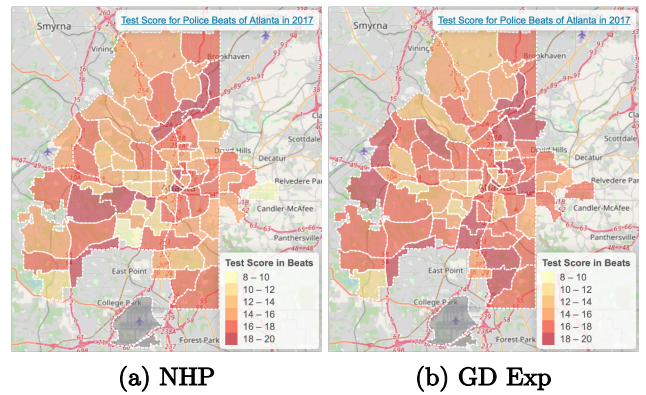 Test Score for Police Beats of Atlanta in 2017
Smyrna
Vinings
Brookhaven
Druid Hills
Scottdale
Decatur
Belvedere Par
Atlanta
Candler-McAfee
Panthersville
East Point
College Park
Forest Park
Test Score in Beats
8 – 10
10 – 12
12 – 14
14 – 16
16 – 18
18 – 20
(a) NHP
Test Score for Police Beats of Atlanta in 2017
Smyrna
Vinings
Brookhaven
Druid Hills
Scottdale
Decatur
Belvedere Par
Atlanta
Candler-McAfee
Panthersville
East Point
College Park
Forest Park
Test Score in Beats
8 – 10
10 – 12
12 – 14
14 – 16
16 – 18
18 – 20
(b) GD Exp